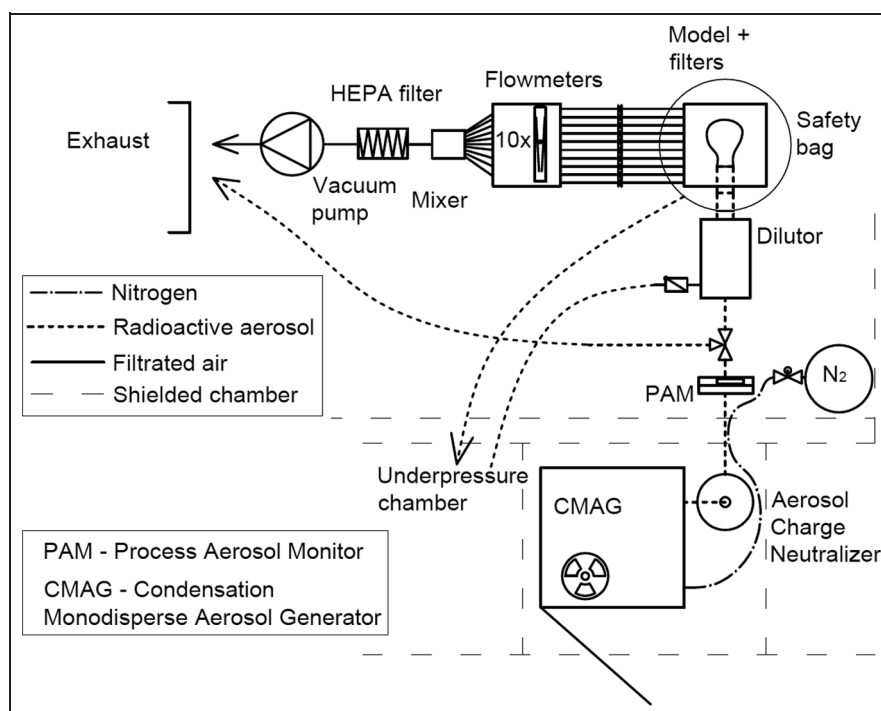 Model +
filters
Flowmeters
HEPA filter
Safety
bag
Exhaust
10x
Vacuum
pump
Mixer
Dilutor
Nitrogen
Radioactive aerosol
Filtrated air
Shielded chamber
N2
PAM
Underpressure
chamber
CMAG
Aerosol
Charge
Neutralizer
PAM - Process Aerosol Monitor
CMAG - Condensation
Monodisperse Aerosol Generator